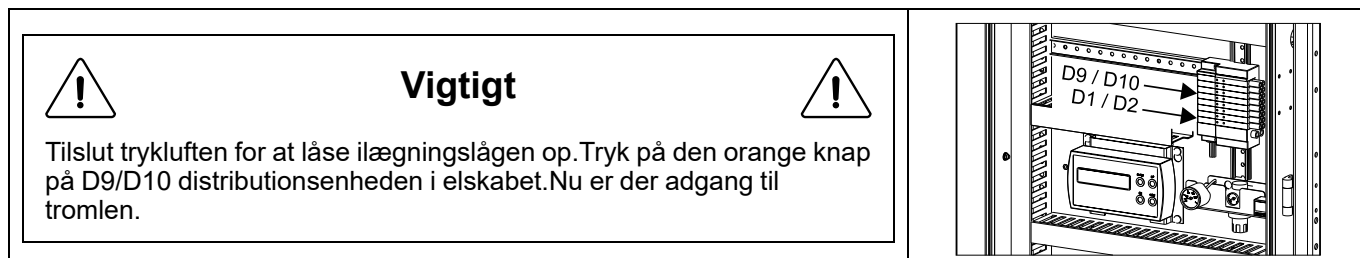 Vigtigt
Tilslut trykluften for at låse ilægningslågen op.Tryk på den orange knap
på D9/D10 distributionsenheden i elskabet.Nu er der adgang til
tromlen.
D9 / D10
D1 / D2